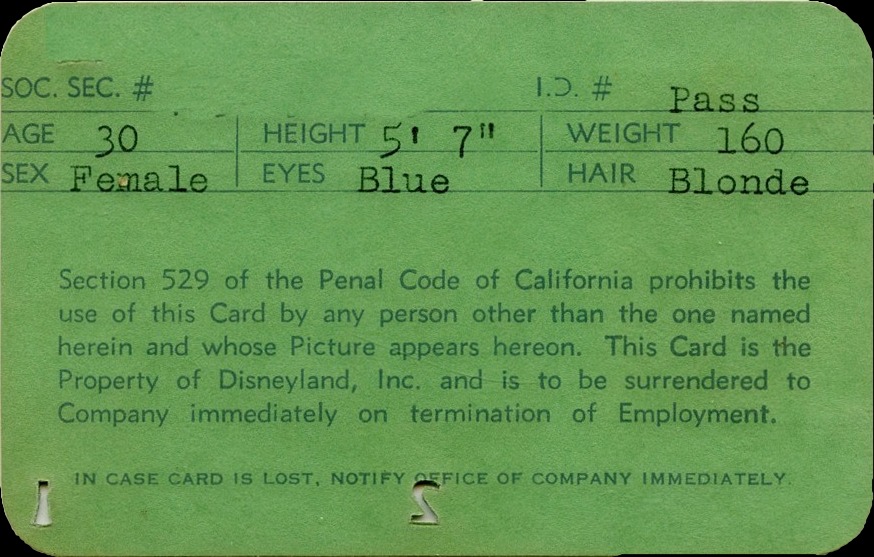 SOC. SEC. # I.D. # Pass
AGE 30 HEIGHT 5' 7" WEIGHT 160
SEX Female EYES Blue HAIR Blonde
Section 529 of the Penal Code of California prohibits the
use of this Card by any person other than the one named
herein and whose Picture appears hereon. This Card is the
Property of Disneyland, Inc. and is to be surrendered to
Company immediately on termination of Employment.
IN CASE CARD IS LOST, NOTIFY OFFICE OF COMPANY IMMEDIATELY.
1 2